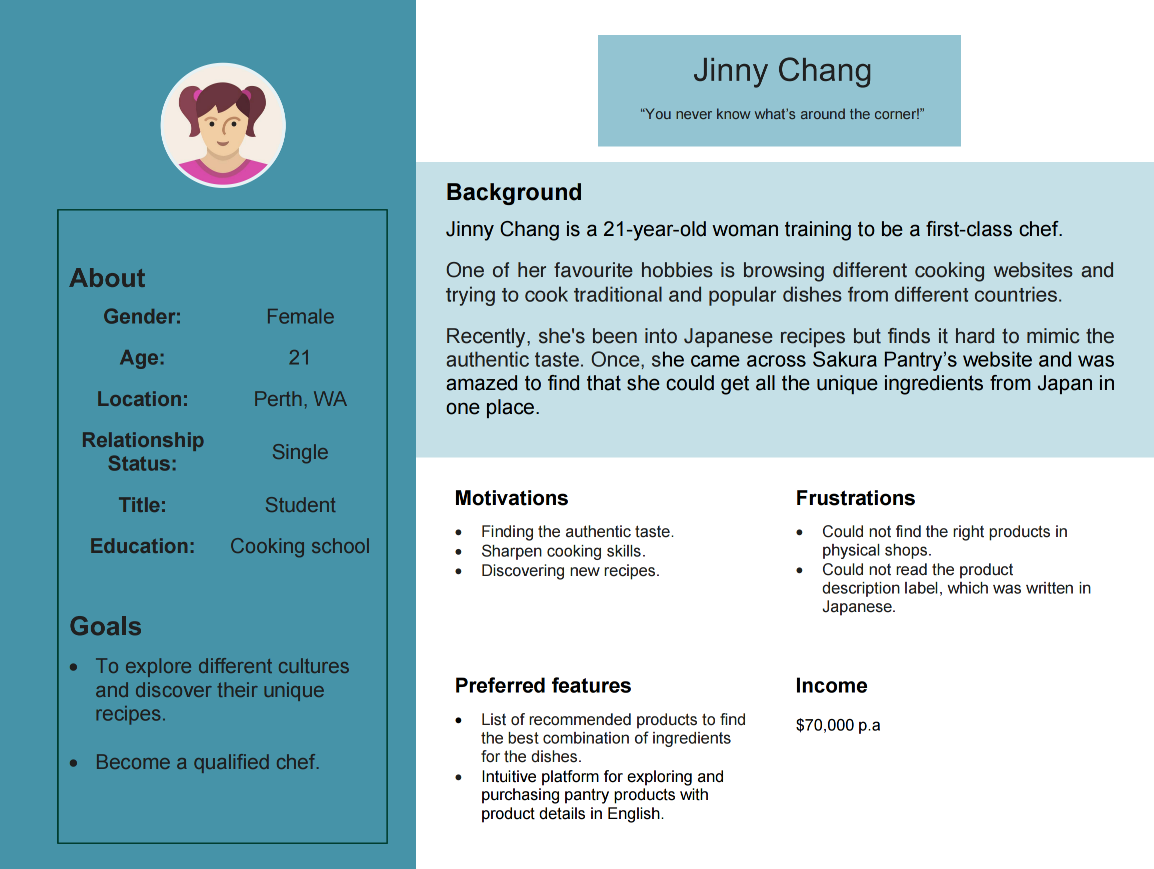 Jinny Chang
“You never know what’s around the corner!”
About
Gender: Female
Age: 21
Location: Perth, WA
Relationship
Status: Single
Title: Student
Education: Cooking school
Goals
• To explore different cultures
and discover their unique
recipes.
• Become a qualified chef.
Background
Jinny Chang is a 21-year-old woman training to be a first-class chef.
One of her favourite hobbies is browsing different cooking websites and
trying to cook traditional and popular dishes from different countries.
Recently, she's been into Japanese recipes but finds it hard to mimic the
authentic taste. Once, she came across Sakura Pantry’s website and was
amazed to find that she could get all the unique ingredients from Japan in
one place.
Motivations
• Finding the authentic taste.
• Sharpen cooking skills.
• Discovering new recipes.
Frustrations
• Could not find the right products in
physical shops.
• Could not read the product
description label, which was written in
Japanese.
Preferred features
• List of recommended products to find
the best combination of ingredients
for the dishes.
• Intuitive platform for exploring and
purchasing pantry products with
product details in English.
Income
$70,000 p.a